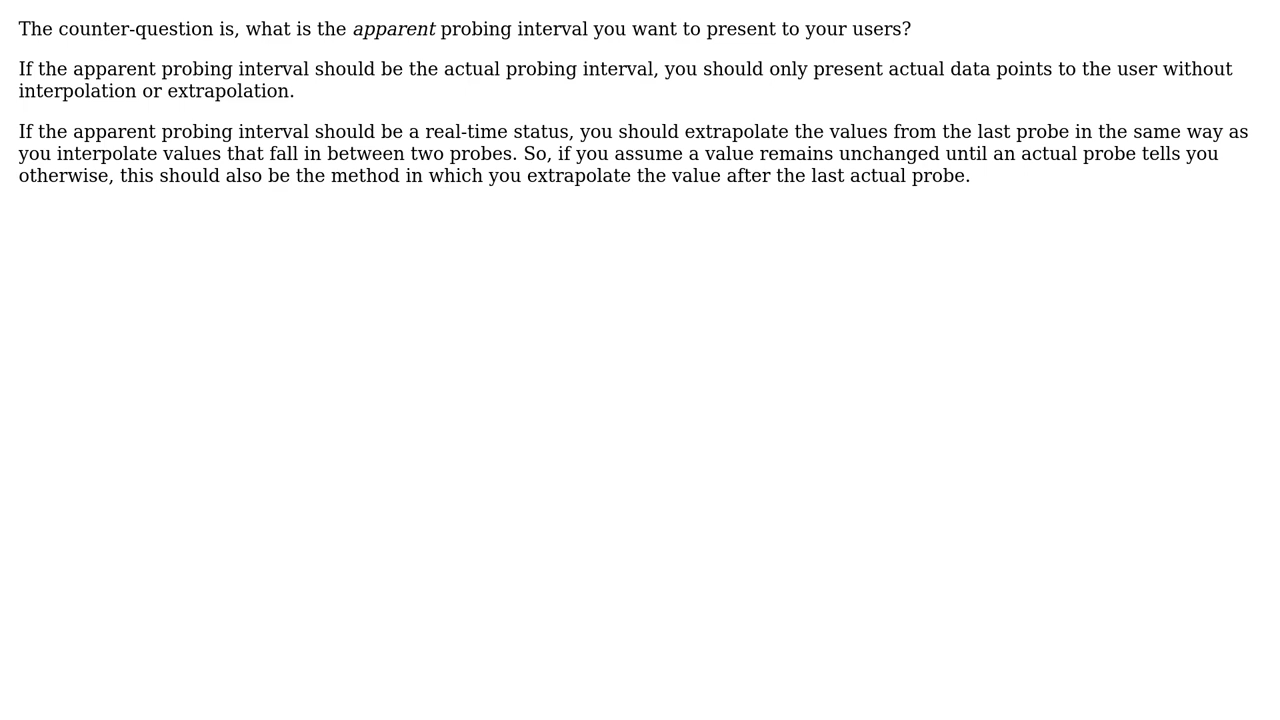 The counter-question is, what is the apparent probing interval you want to present to your users?
If the apparent probing interval should be the actual probing interval, you should only present actual data points to the user without
interpolation or extrapolation.
If the apparent probing interval should be a real-time status, you should extrapolate the values from the last probe in the same way as
you interpolate values that fall in between two probes. So, if you assume a value remains unchanged until an actual probe tells you
otherwise, this should also be the method in which you extrapolate the value after the last actual probe.